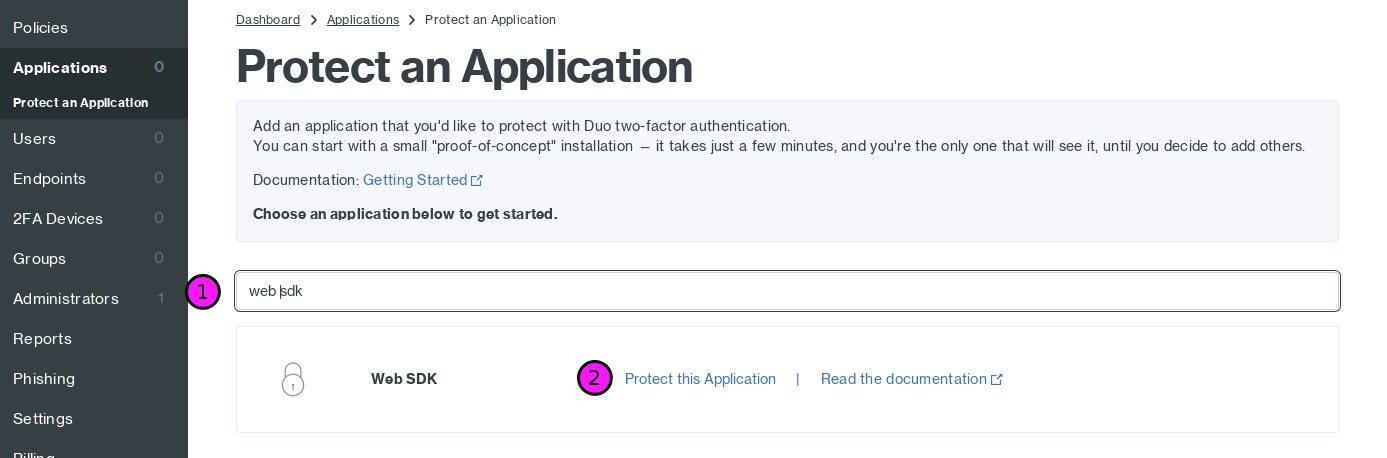 Policies
Applications 0
Protect an Application
Users 0
Endpoints 0
2FA Devices 0
Groups 0
Administrators 1
Reports
Phishing
Settings
Billing
Dashboard > Applications > Protect an Application
Protect an Application
Add an application that you'd like to protect with Duo two-factor authentication.
You can start with a small "proof-of-concept" installation — it takes just a few minutes, and you're the only one that will see it, until you decide to add others.
Documentation: Getting Started
Choose an application below to get started.
1
web sdk
Web SDK
2
Protect this Application | Read the documentation